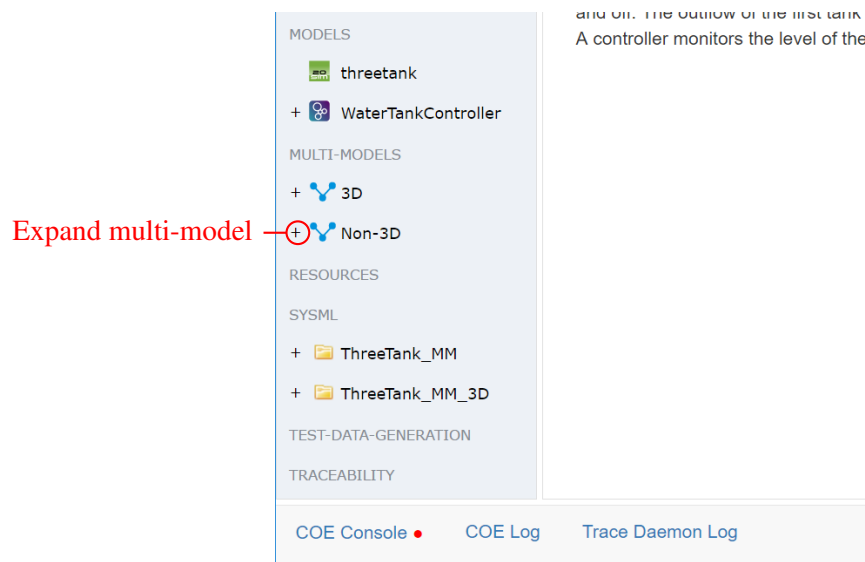 and off. The outflow of the first tank
MODELS
A controller monitors the level of the
threetank
+ WaterTankController
MULTI-MODELS
+ 3D
Expand multi-model
+ Non-3D
RESOURCES
SYSML
+ ThreeTank_MM
+ ThreeTank_MM_3D
TEST-DATA-GENERATION
TRACEABILITY
COE Console COE Log Trace Daemon Log